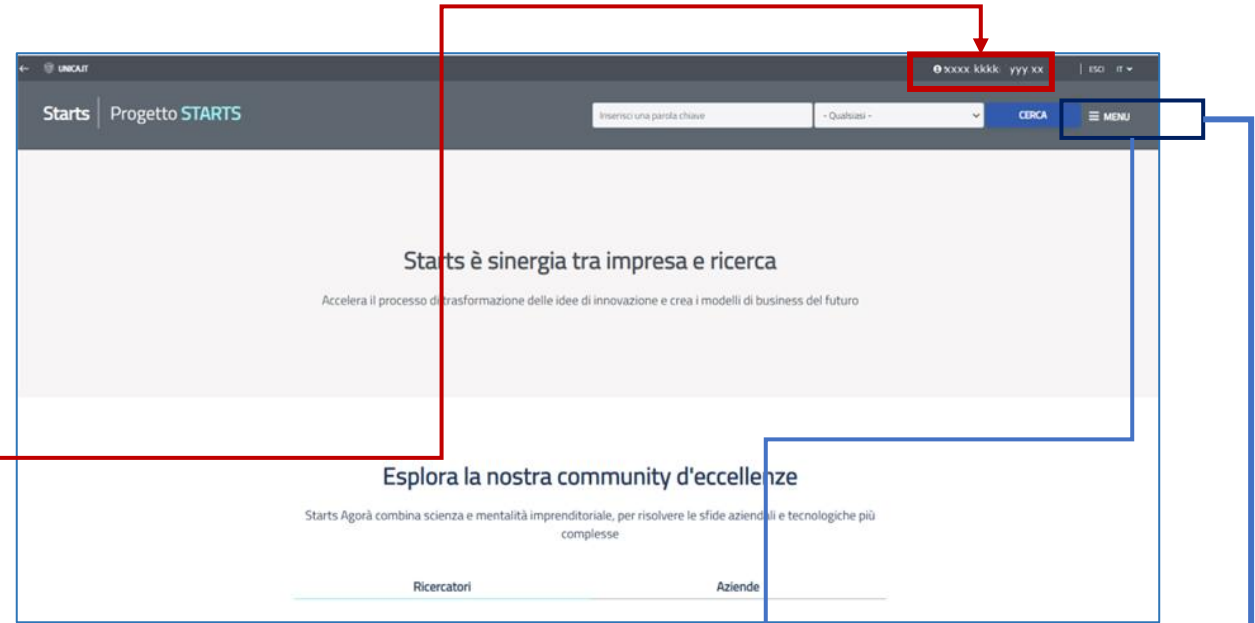 UNICA.IT
xxxx kkkk yyy xx | ESCI IT
Starts | Progetto STARTS
Inserisci una parola chiave
- Qualsiasi -
CERCA
MENU
Starts è sinergia tra impresa e ricerca
Accelera il processo di trasformazione delle idee di innovazione e crea i modelli di business del futuro
Esplora la nostra community d'eccellenze
Starts Agorà combina scienza e mentalità imprenditoriale, per risolvere le sfide aziendali e tecnologiche più
complesse
Ricercatori
Aziende